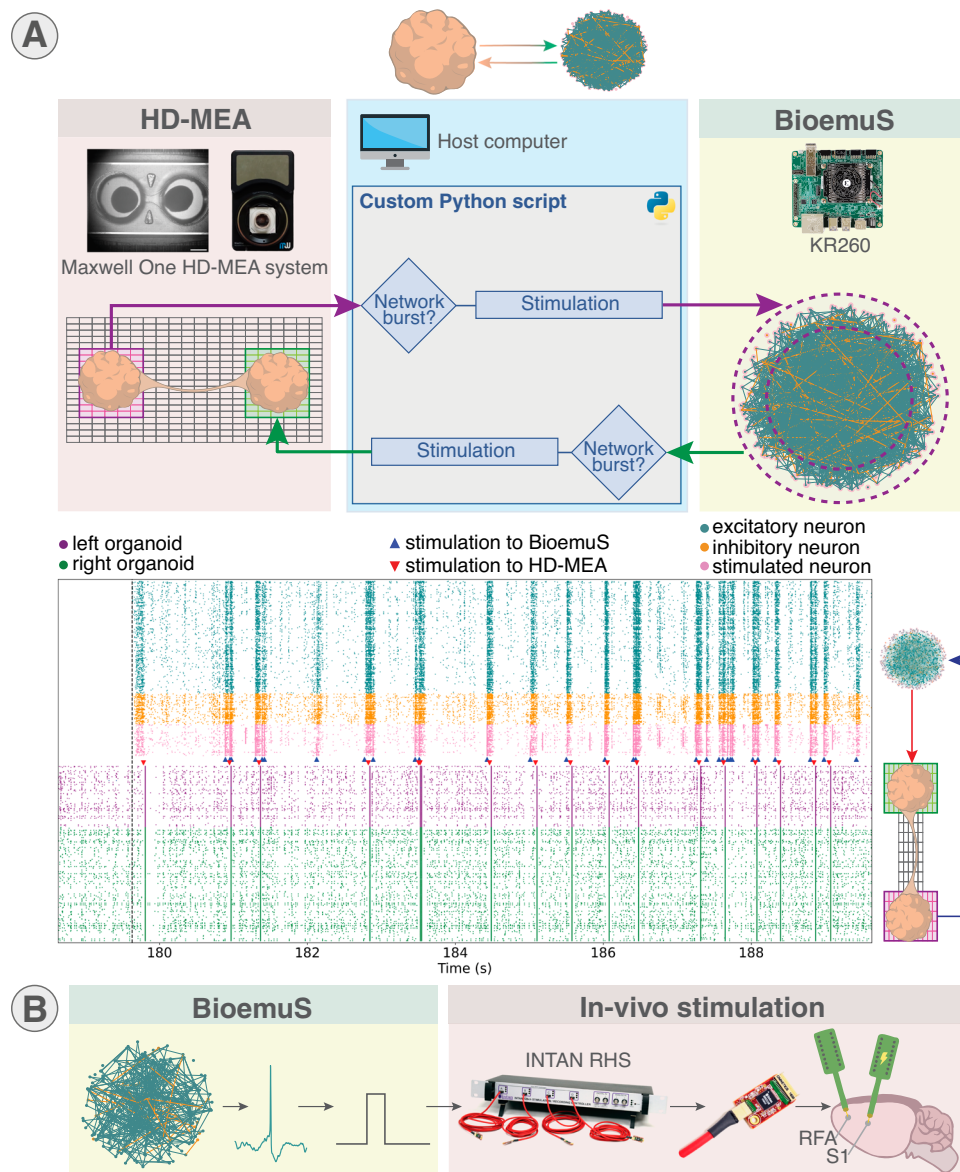 A
HD-MEA
Host computer
BioemuS
Custom Python script
Maxwell One HD-MEA system
KR260
Network
burst?
Stimulation
Stimulation
Network
burst?
left organoid
right organoid
stimulation to BioemuS
stimulation to HD-MEA
excitatory neuron
inhibitory neuron
stimulated neuron
180
182
184
186
188
Time (s)
B
BioemuS
In-vivo stimulation
INTAN RHS
RFA
S1